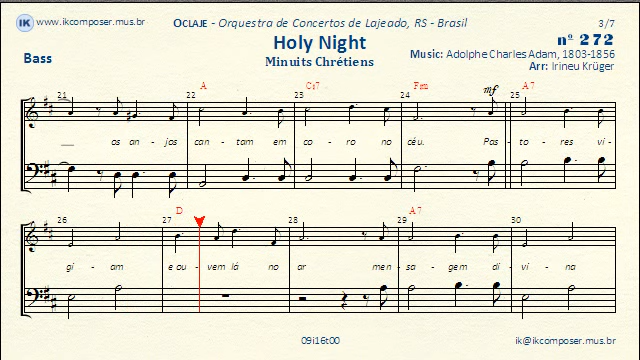 IK www.ikcomposer.mus.br
OCLAJE - Orquestra de Concertos de Lajeado, RS - Brasil
3/7
Holy Night
nº 272
Minuits Chrétiens
Music: Adolphe Charles Adam, 1803-1856
Arr: Irineu Krüger
Bass
21 22 A 23 C♯7 24 F♯m mf 25 A7
__ os an - jos can - tam em co - ro no céu. Pas - to - res vi -
26 27 D 28 29 A7 30
gi - am e ou - vem lá no ar men - sa - gem di - vi - na
09i16t00
ik@ikcomposer.mus.br